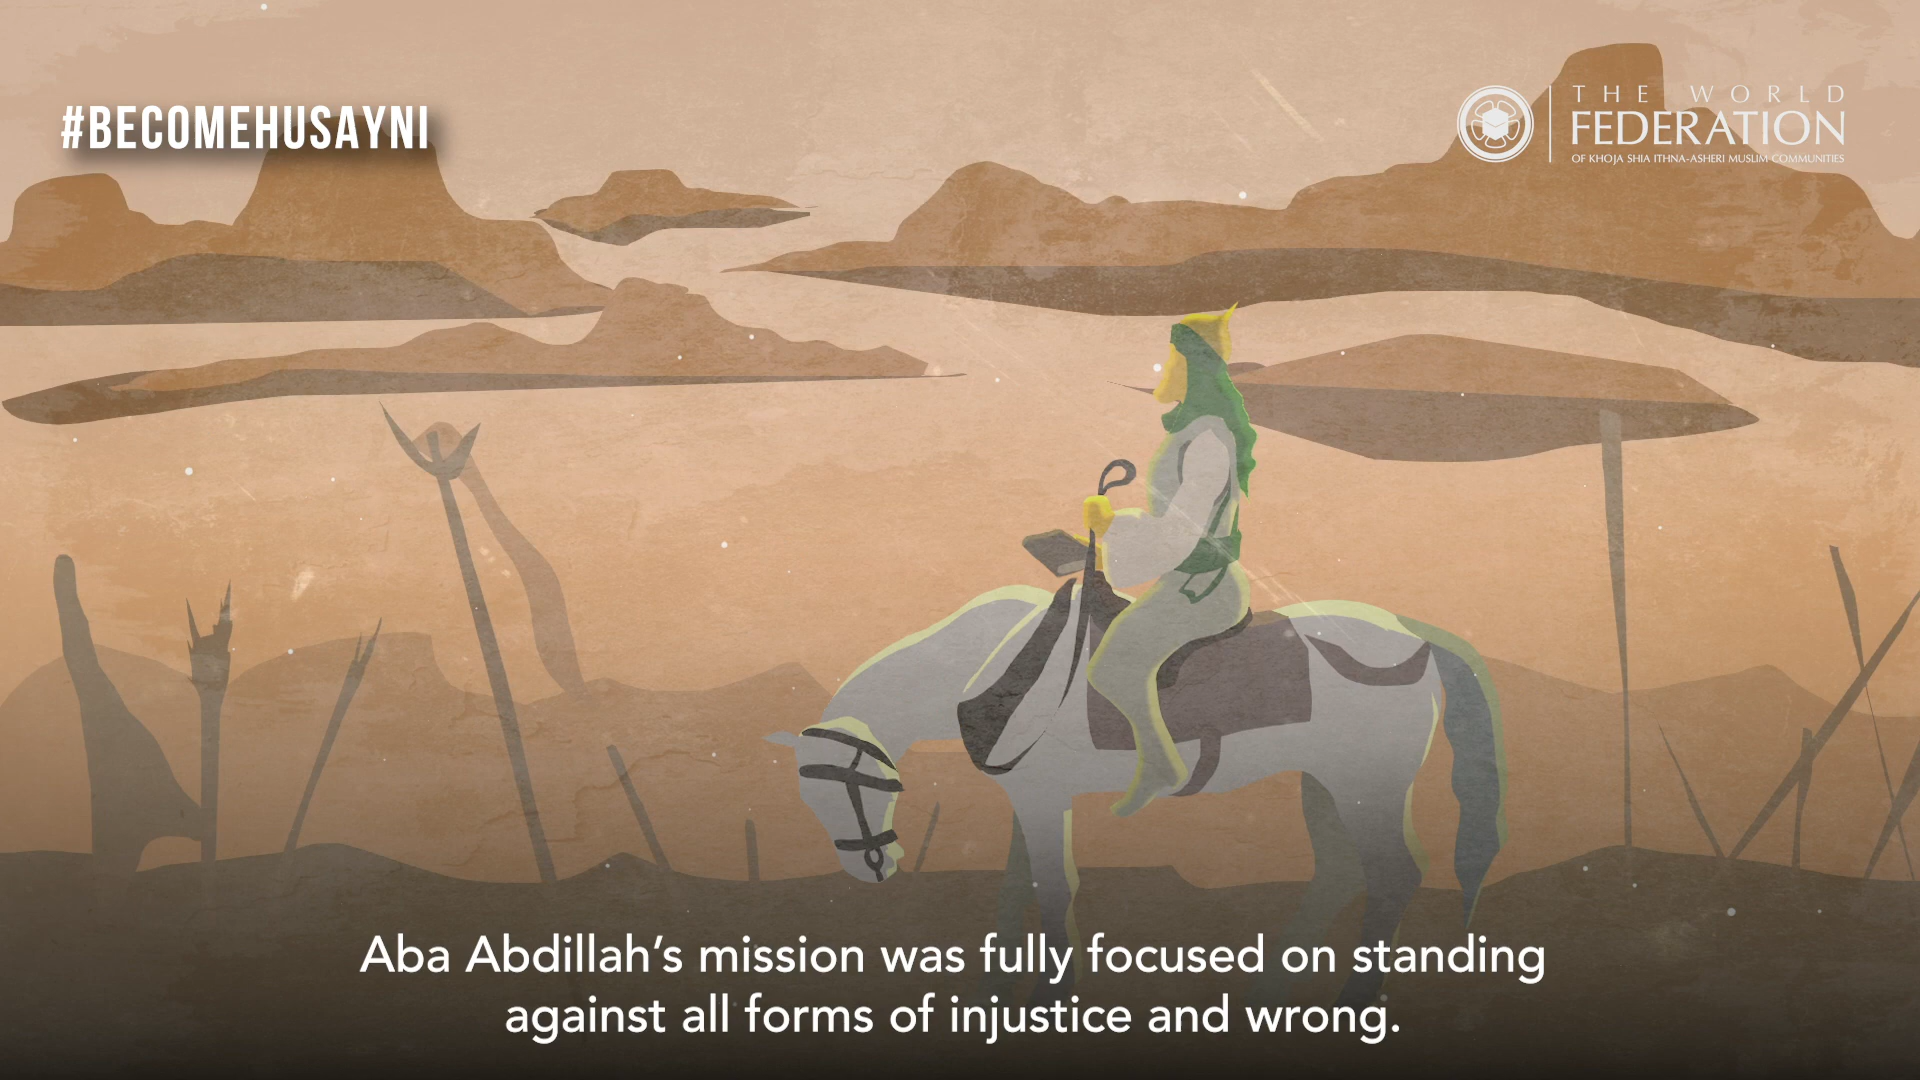 #BECOMEHUSAYNI
THE WORLD
FEDERATION
OF KHOJA SHIA ITHNA-ASHERI MUSLIM COMMUNITIES
Aba Abdillah’s mission was fully focused on standing
against all forms of injustice and wrong.